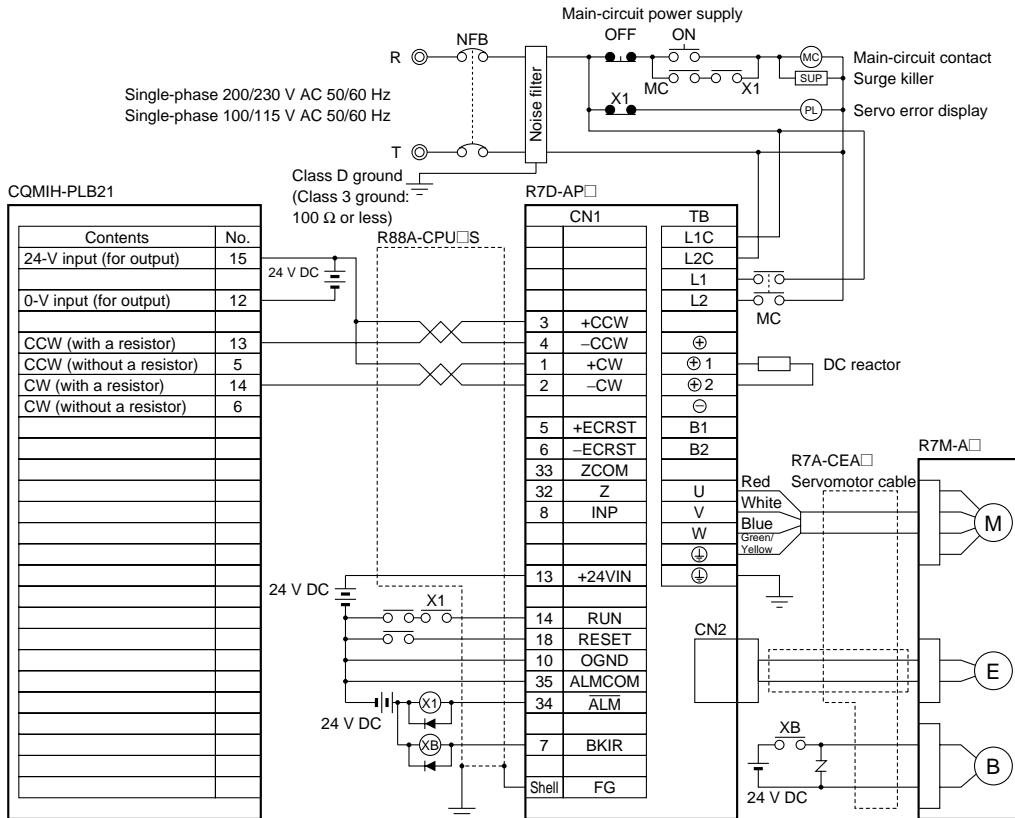 Main-circuit power supply
OFF ON
NFB
R
MC Main-circuit contact
SUP Surge killer
MC X1
X1
PL Servo error display
Noise filter
Single-phase 200/230 V AC 50/60 Hz
Single-phase 100/115 V AC 50/60 Hz
T
Class D ground
(Class 3 ground:
100 Ω or less)
CQMIH-PLB21
R7D-AP□
R88A-CPU□S
Contents No.
24-V input (for output) 15
0-V input (for output) 12
CCW (with a resistor) 13
CCW (without a resistor) 5
CW (with a resistor) 14
CW (without a resistor) 6
24 V DC
CN1
3 +CCW
4 −CCW
1 +CW
2 −CW
5 +ECRST
6 −ECRST
33 ZCOM
32 Z
8 INP
13 +24VIN
14 RUN
18 RESET
10 OGND
35 ALMCOM
34 ALM
7 BKIR
Shell FG
TB
L1C
L2C
L1
L2
⊕
⊕ 1
⊕ 2
⊖
B1
B2
U
V
W
MC
DC reactor
Red
White
Blue
Green/
Yellow
R7A-CEA□
Servomotor cable
R7M-A□
M
24 V DC
X1
X1
24 V DC
XB
CN2
E
XB
24 V DC
B